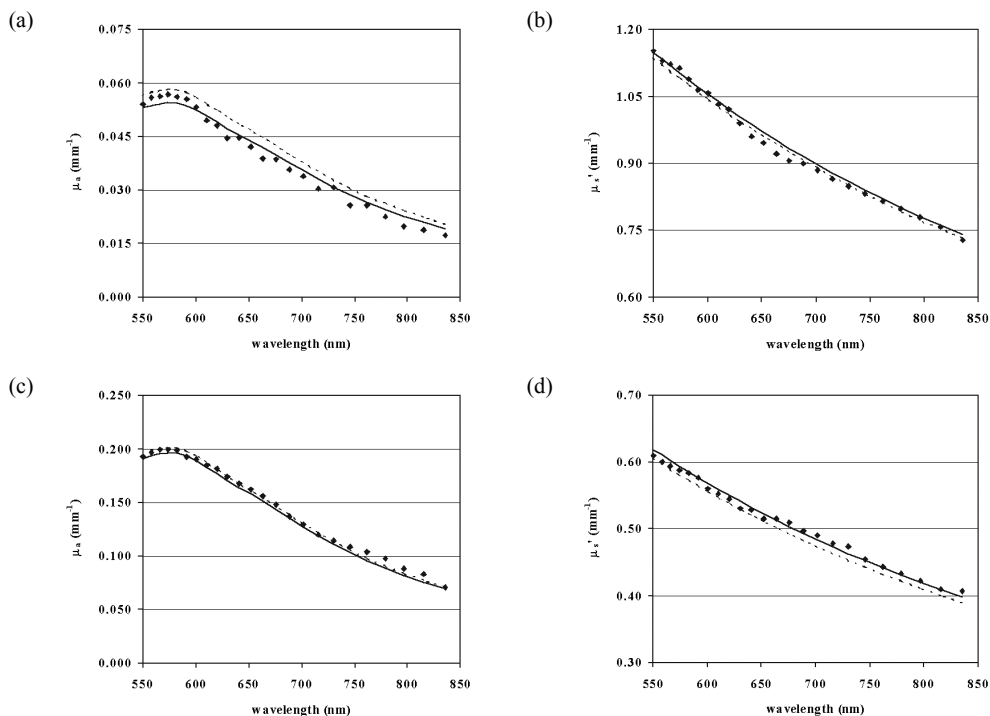 (a)
0.075
0.060
0.045
0.030
0.015
0.000
μa (mm-1)
550 600 650 700 750 800 850
wavelength (nm)
(b)
1.20
1.05
0.90
0.75
0.60
μs' (mm-1)
550 600 650 700 750 800 850
wavelength (nm)
(c)
0.250
0.200
0.150
0.100
0.050
0.000
μa (mm-1)
550 600 650 700 750 800 850
wavelength (nm)
(d)
0.70
0.60
0.50
0.40
0.30
μs' (mm-1)
550 600 650 700 750 800 850
wavelength (nm)